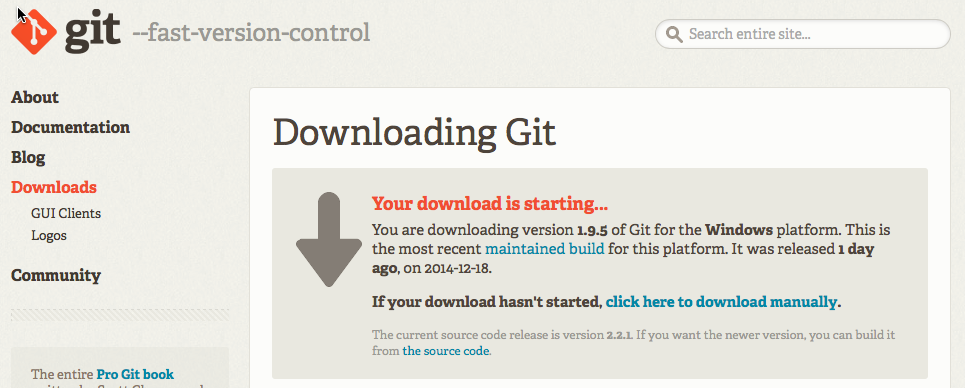 git --fast-version-control
Search entire site...
About
Documentation
Blog
Downloads
GUI Clients
Logos
Community
The entire Pro Git book
Downloading Git
Your download is starting...
You are downloading version 1.9.5 of Git for the Windows platform. This is
the most recent maintained build for this platform. It was released 1 day
ago, on 2014-12-18.
If your download hasn't started, click here to download manually.
The current source code release is version 2.2.1. If you want the newer version, you can build it
from the source code.